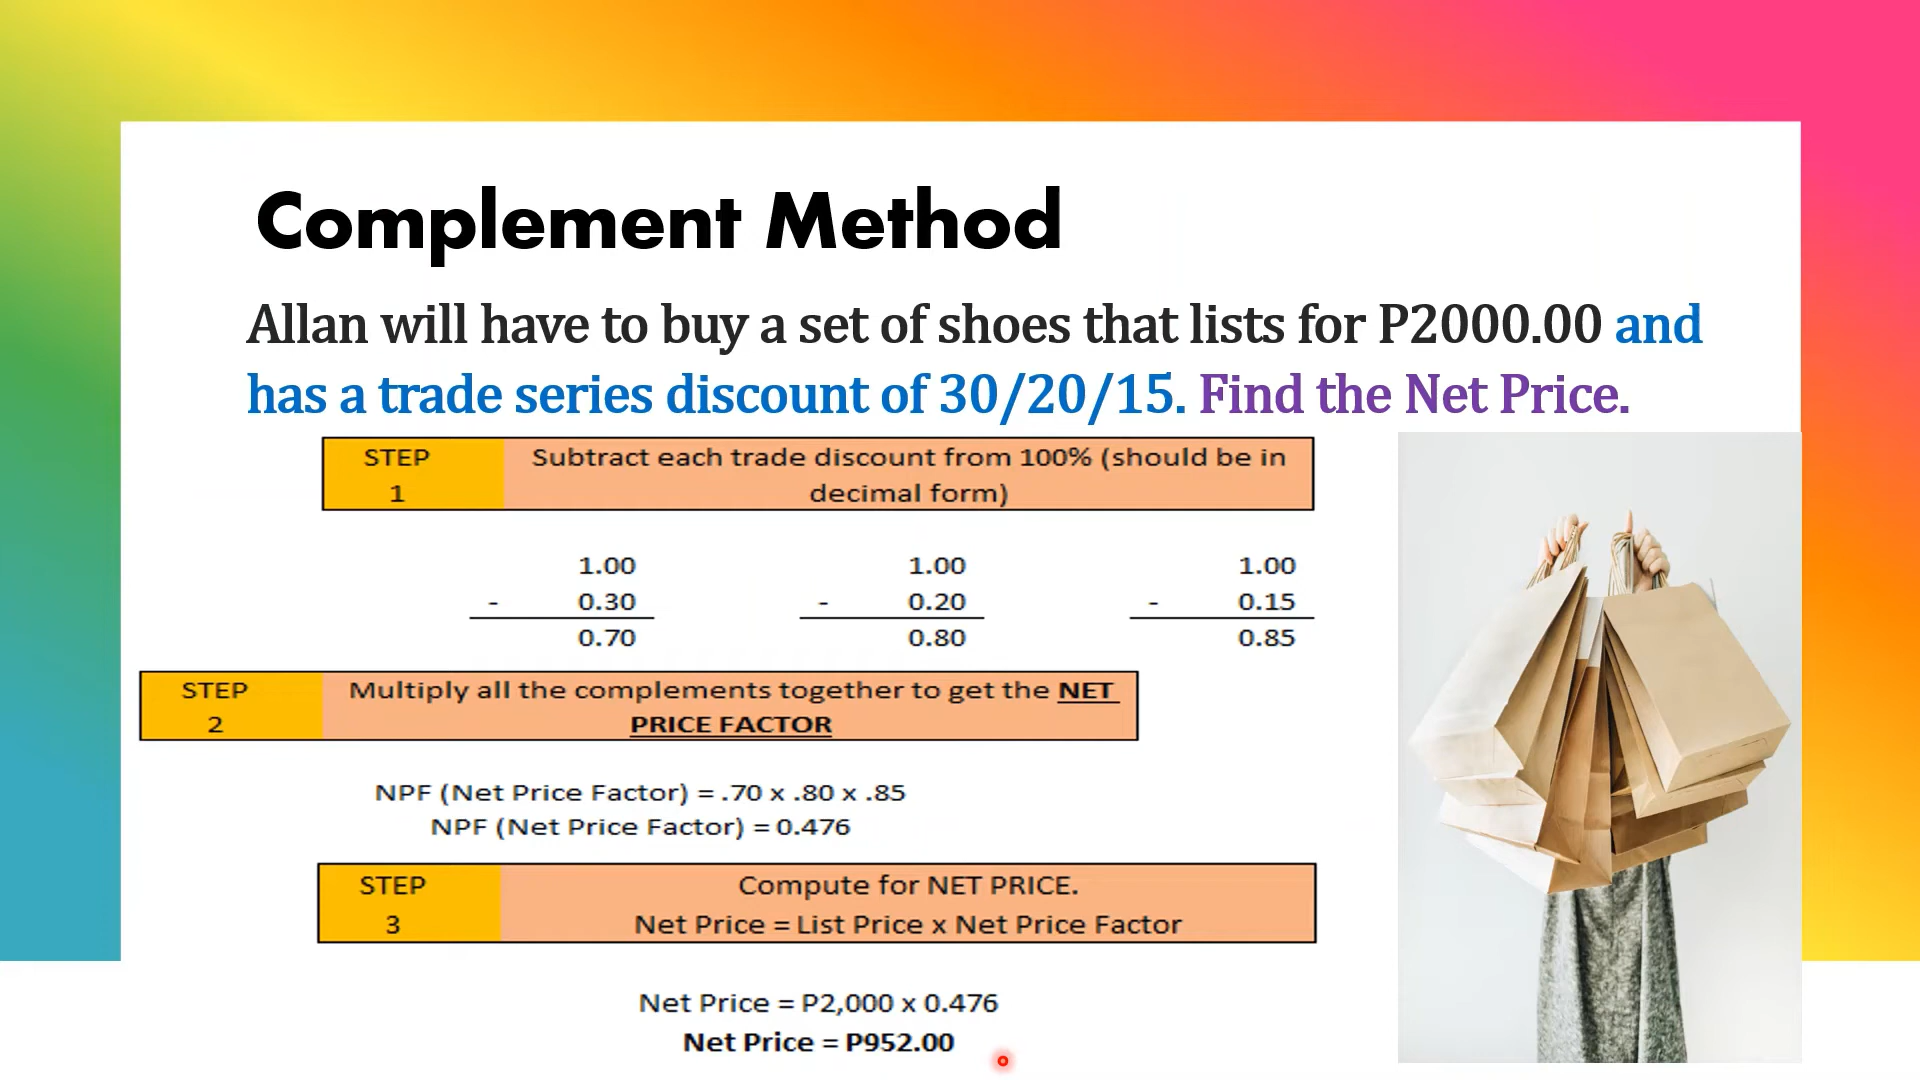 Complement Method
Allan will have to buy a set of shoes that lists for P2000.00 and
has a trade series discount of 30/20/15. Find the Net Price.
STEP
1
Subtract each trade discount from 100% (should be in
decimal form)
1.00 1.00 1.00
- 0.30 - 0.20 - 0.15
0.70 0.80 0.85
STEP
2
Multiply all the complements together to get the NET
PRICE FACTOR
NPF (Net Price Factor) = .70 x .80 x .85
NPF (Net Price Factor) = 0.476
STEP
3
Compute for NET PRICE.
Net Price = List Price x Net Price Factor
Net Price = P2,000 x 0.476
Net Price = P952.00